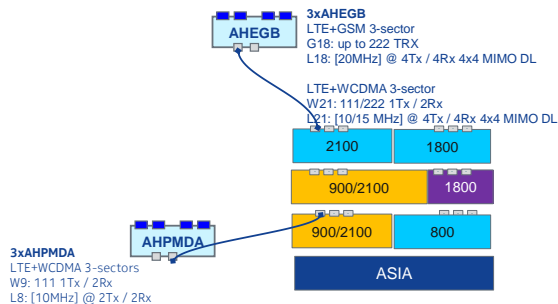 3xAHEGB
LTE+GSM 3-sector
G18: up to 222 TRX
L18: [20MHz] @ 4Tx / 4Rx 4x4 MIMO DL
AHEGB
LTE+WCDMA 3-sector
W21: 111/222 1Tx / 2Rx
L21: [10/15 MHz] @ 4Tx / 4Rx 4x4 MIMO DL
2100
1800
900/2100
1800
900/2100
800
ASIA
AHPMDA
3xAHPMDA
LTE+WCDMA 3-sectors
W9: 111 1Tx / 2Rx
L8: [10MHz] @ 2Tx / 2Rx